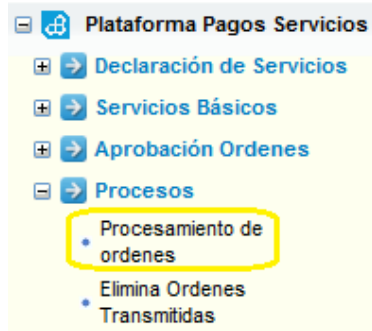 Plataforma Pagos Servicios
Declaración de Servicios
Servicios Básicos
Aprobación Ordenes
Procesos
Procesamiento de
ordenes
Elimina Ordenes
Transmitidas